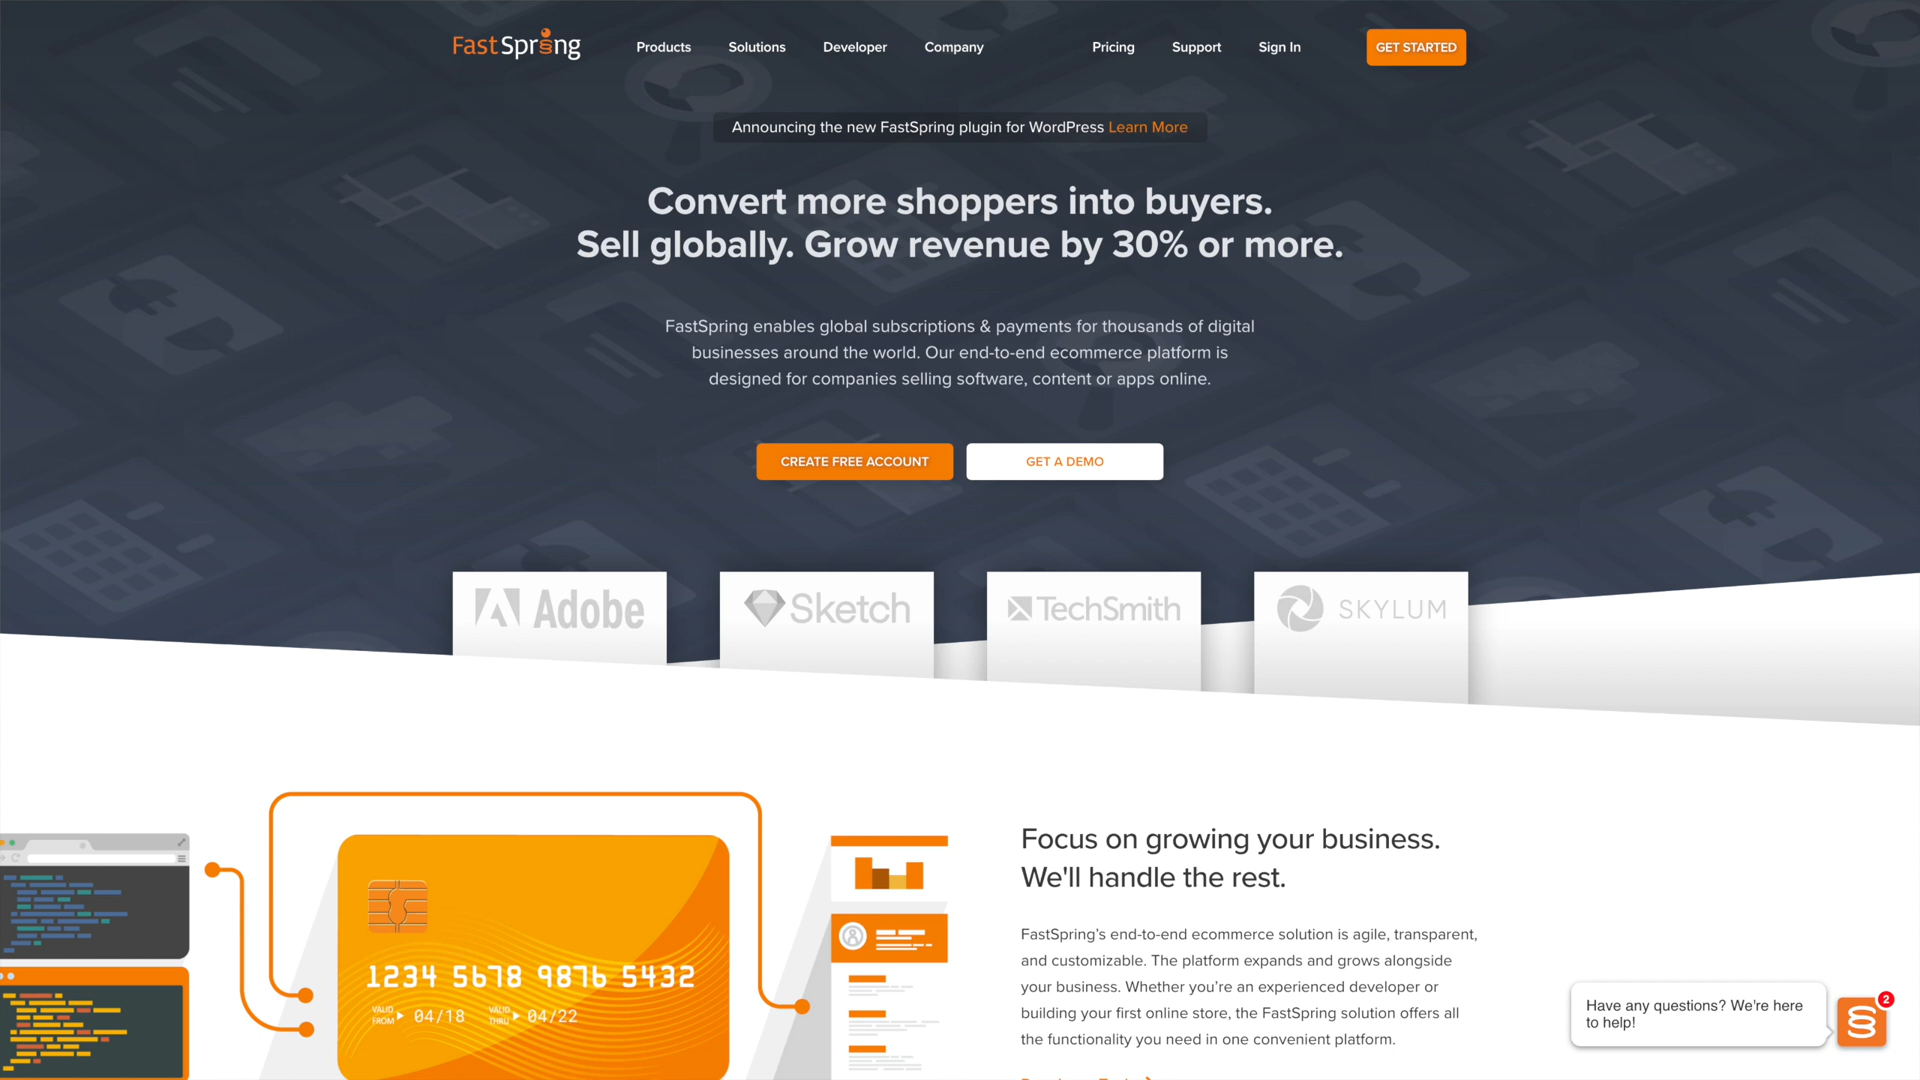 FastSpring
Products
Solutions
Developer
Company
Pricing
Support
Sign In
GET STARTED
Announcing the new FastSpring plugin for WordPress Learn More
Convert more shoppers into buyers.
Sell globally. Grow revenue by 30% or more.
FastSpring enables global subscriptions & payments for thousands of digital
businesses around the world. Our end-to-end ecommerce platform is
designed for companies selling software, content or apps online.
CREATE FREE ACCOUNT
GET A DEMO
Adobe
Sketch
TechSmith
SKYLUM
1234 5678 9876 5432
VALID
FROM
04/18
VALID
THRU
04/22
Focus on growing your business.
We'll handle the rest.
FastSpring’s end-to-end ecommerce solution is agile, transparent,
and customizable. The platform expands and grows alongside
your business. Whether you’re an experienced developer or
building your first online store, the FastSpring solution offers all
the functionality you need in one convenient platform.
Have any questions? We're here
to help!
2